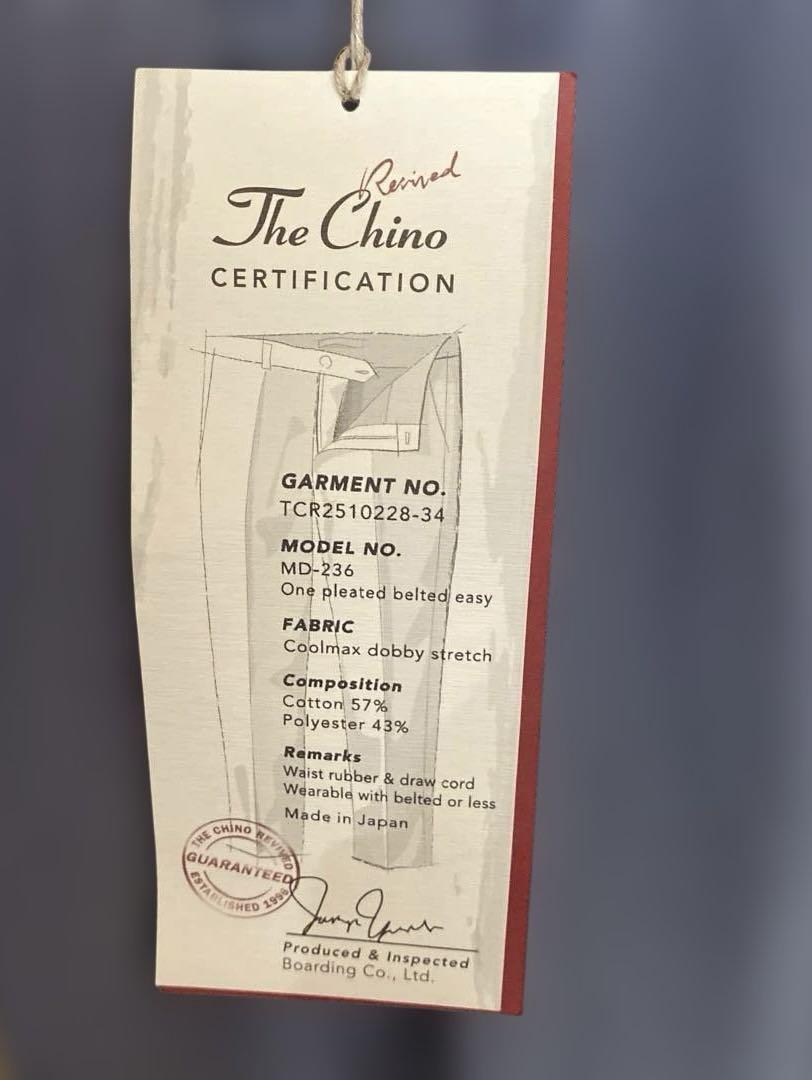 Revived
The Chino
CERTIFICATION
GARMENT NO.
TCR2510228-34
MODEL NO.
MD-236
One pleated belted easy
FABRIC
Coolmax dobby stretch
Composition
Cotton 57%
Polyester 43%
Remarks
Waist rubber & draw cord
Wearable with belted or less
Made in Japan
THE CHINO REVIVED
GUARANTEED
ESTABLISHED 1996
Produced & Inspected
Boarding Co., Ltd.